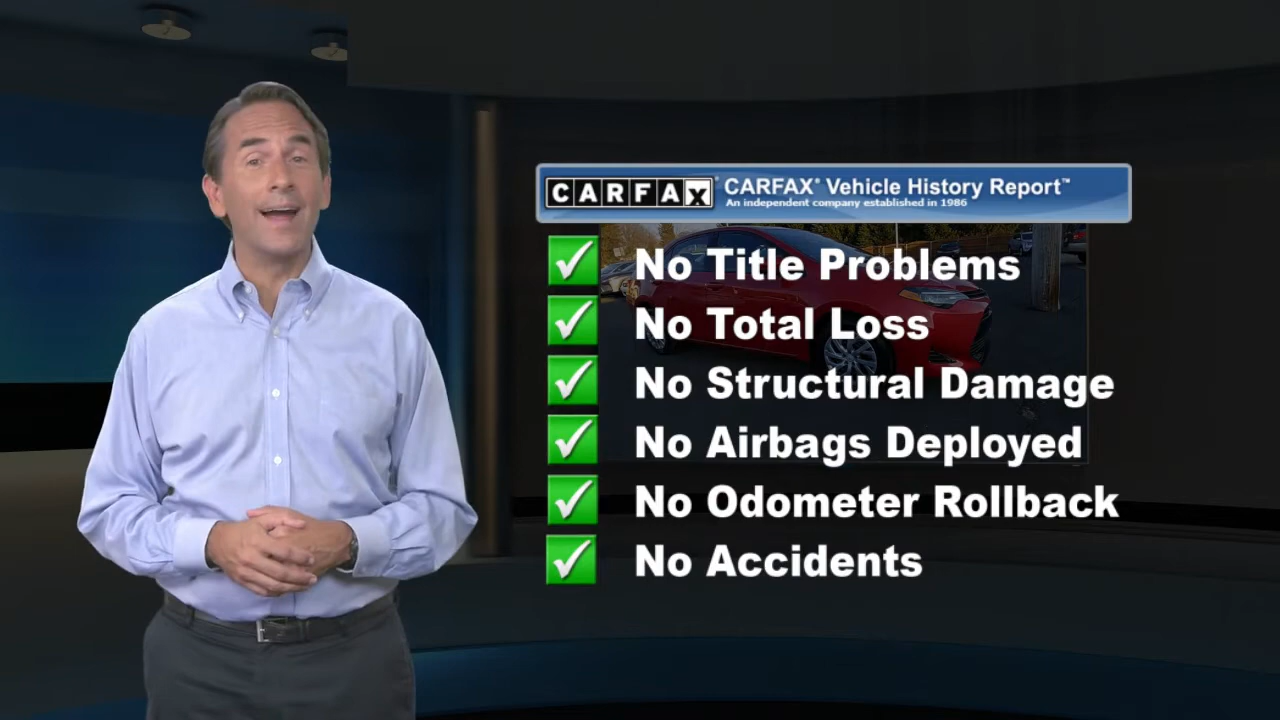 CARFAX® CARFAX® Vehicle History Report™
An independent company established in 1986
No Title Problems
No Total Loss
No Structural Damage
No Airbags Deployed
No Odometer Rollback
No Accidents